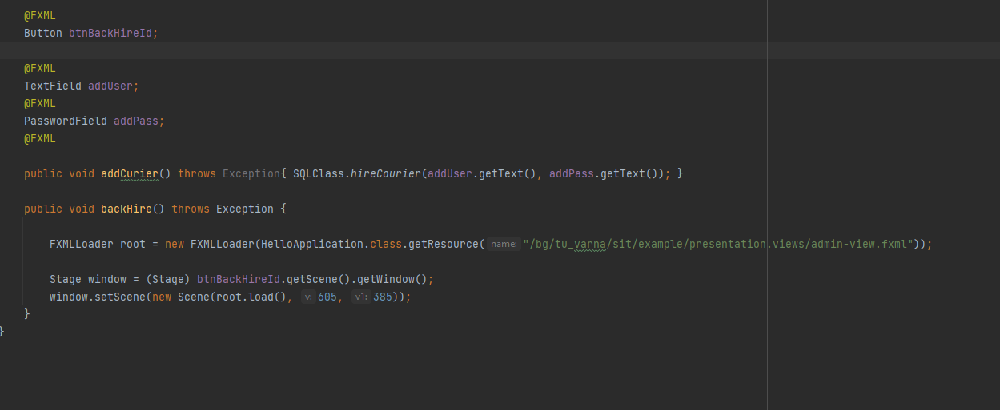 @FXML
Button btnBackHireId;
@FXML
TextField addUser;
@FXML
PasswordField addPass;
@FXML
public void addCurier() throws Exception{ SQLClass.hireCourier(addUser.getText(), addPass.getText()); }
public void backHire() throws Exception {
FXMLLoader root = new FXMLLoader(HelloApplication.class.getResource( name: "/bg/tu_varna/sit/example/presentation.views/admin-view.fxml"));
Stage window = (Stage) btnBackHireId.getScene().getWindow();
window.setScene(new Scene(root.load(), v: 605, v1: 385));
}
}